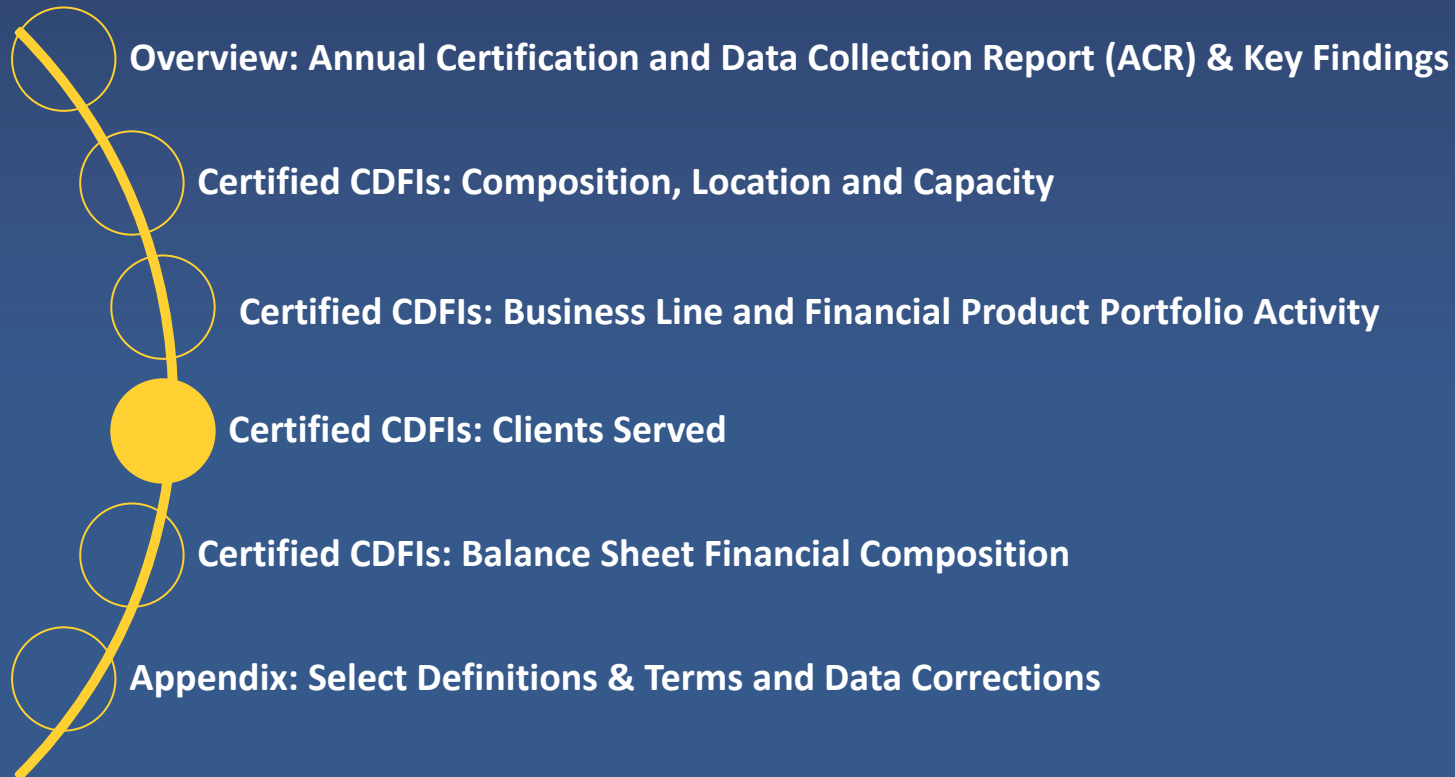 Overview: Annual Certification and Data Collection Report (ACR) & Key Findings
Certified CDFIs: Composition, Location and Capacity
Certified CDFIs: Business Line and Financial Product Portfolio Activity
Certified CDFIs: Clients Served
Certified CDFIs: Balance Sheet Financial Composition
Appendix: Select Definitions & Terms and Data Corrections